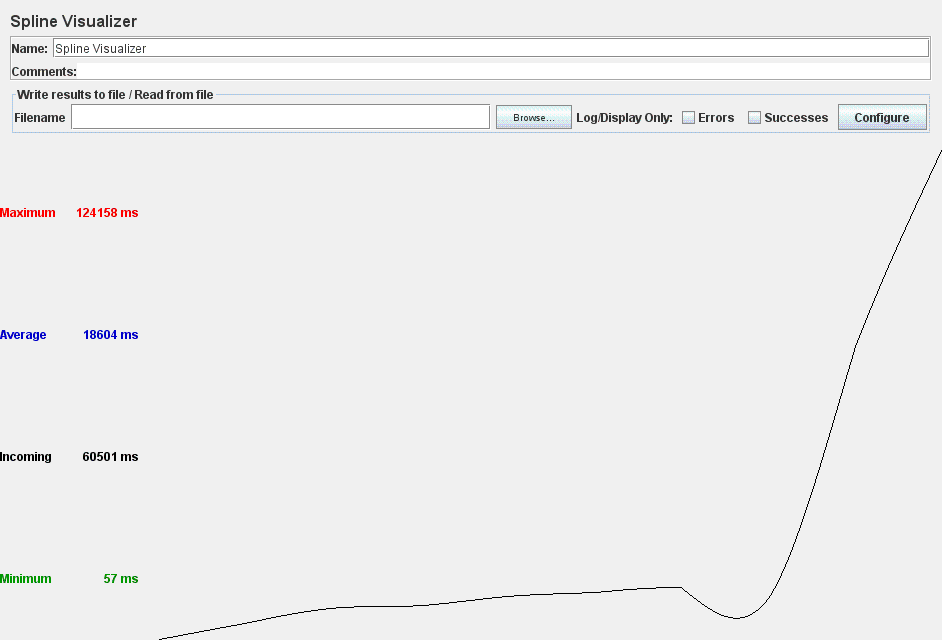 Spline Visualizer
Name: Spline Visualizer
Comments:
Write results to file / Read from file
Filename Browse... Log/Display Only: Errors Successes Configure
Maximum 124158 ms
Average 18604 ms
Incoming 60501 ms
Minimum 57 ms